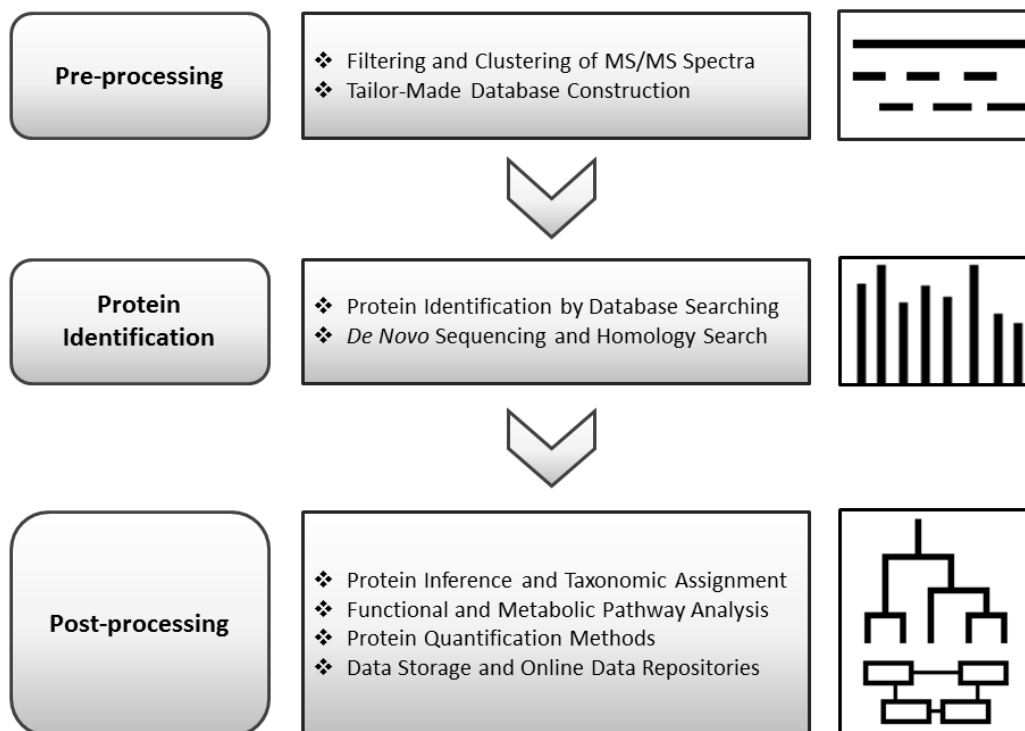 Pre-processing
❖ Filtering and Clustering of MS/MS Spectra
❖ Tailor-Made Database Construction
Protein
Identification
❖ Protein Identification by Database Searching
❖ De Novo Sequencing and Homology Search
Post-processing
❖ Protein Inference and Taxonomic Assignment
❖ Functional and Metabolic Pathway Analysis
❖ Protein Quantification Methods
❖ Data Storage and Online Data Repositories